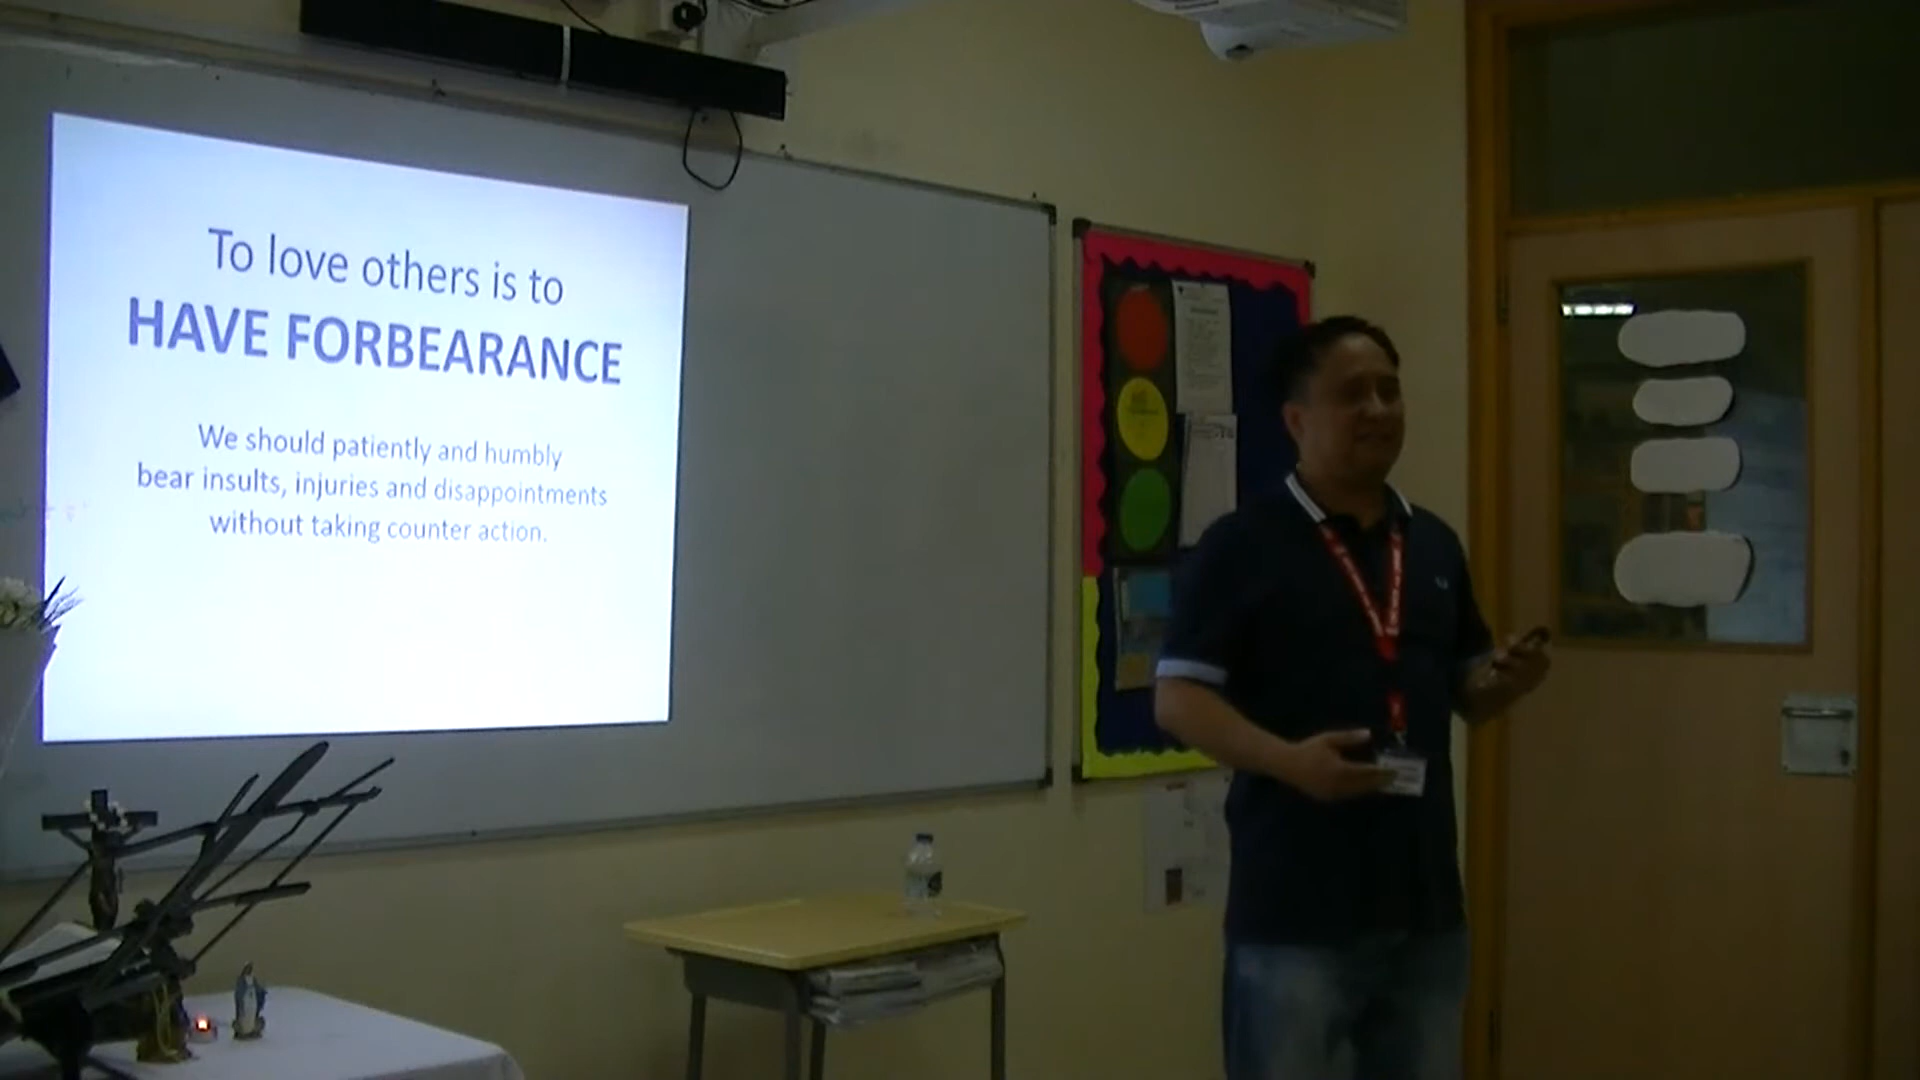 To love others is to
HAVE FORBEARANCE
We should patiently and humbly
bear insults, injuries and disappointments
without taking counter action.